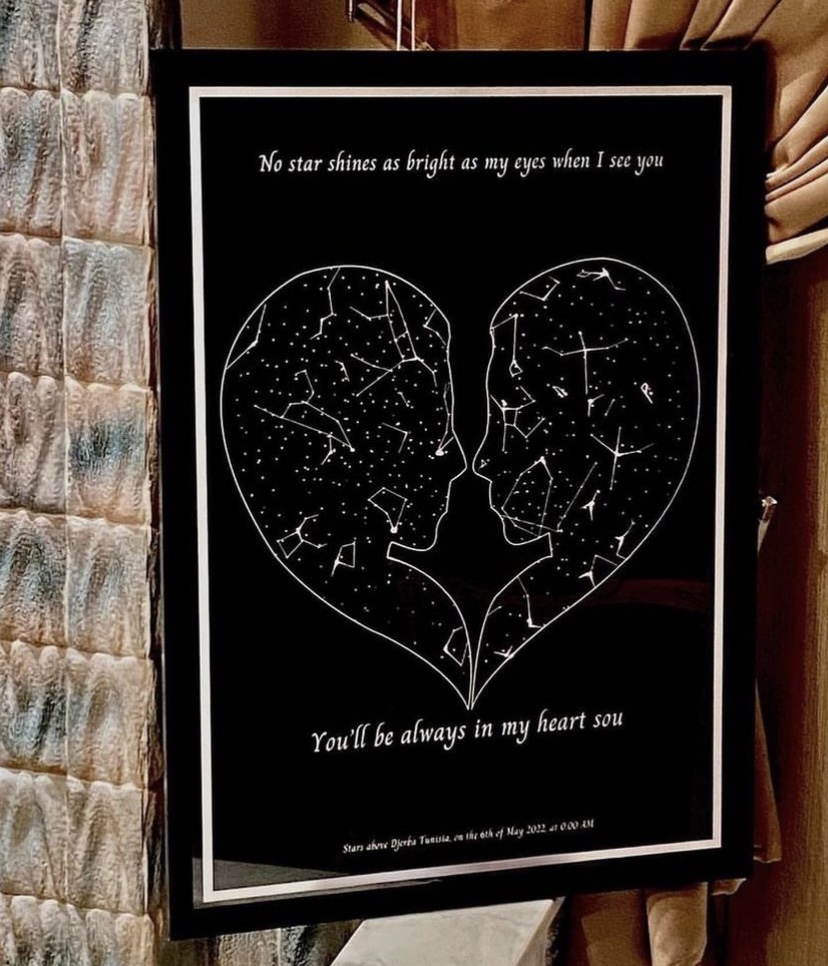 No star shines as bright as my eyes when I see you
You'll be always in my heart sou
Stars above Djerba Tunisia, on the 6th of May 2022, at 0:00 AM